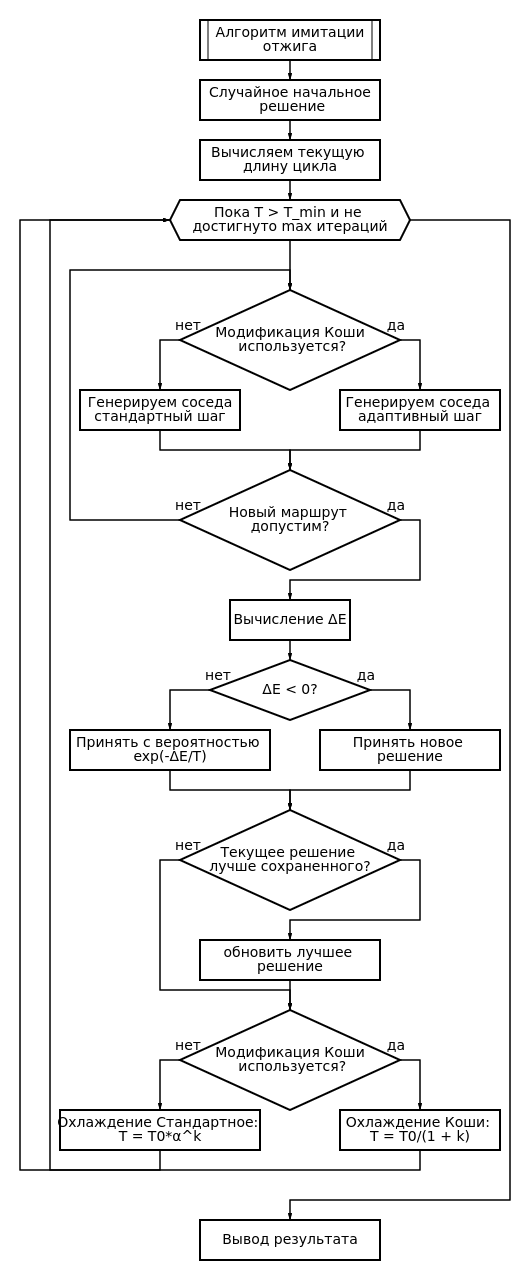 Алгоритм имитации
отжига
Случайное начальное
решение
Вычисляем текущую
длину цикла
Пока T > T_min и не
достигнуто max итераций
нет
да
Модификация Коши
используется?
Генерируем соседа
стандартный шаг
Генерируем соседа
адаптивный шаг
нет
да
Новый маршрут
допустим?
Вычисление ΔE
нет
да
ΔE < 0?
Принять с вероятностью
exp(-ΔE/T)
Принять новое
решение
нет
да
Текущее решение
лучше сохраненного?
обновить лучшее
решение
нет
да
Модификация Коши
используется?
Охлаждение Стандартное:
T = T0*α^k
Охлаждение Коши:
T = T0/(1 + k)
Вывод результата